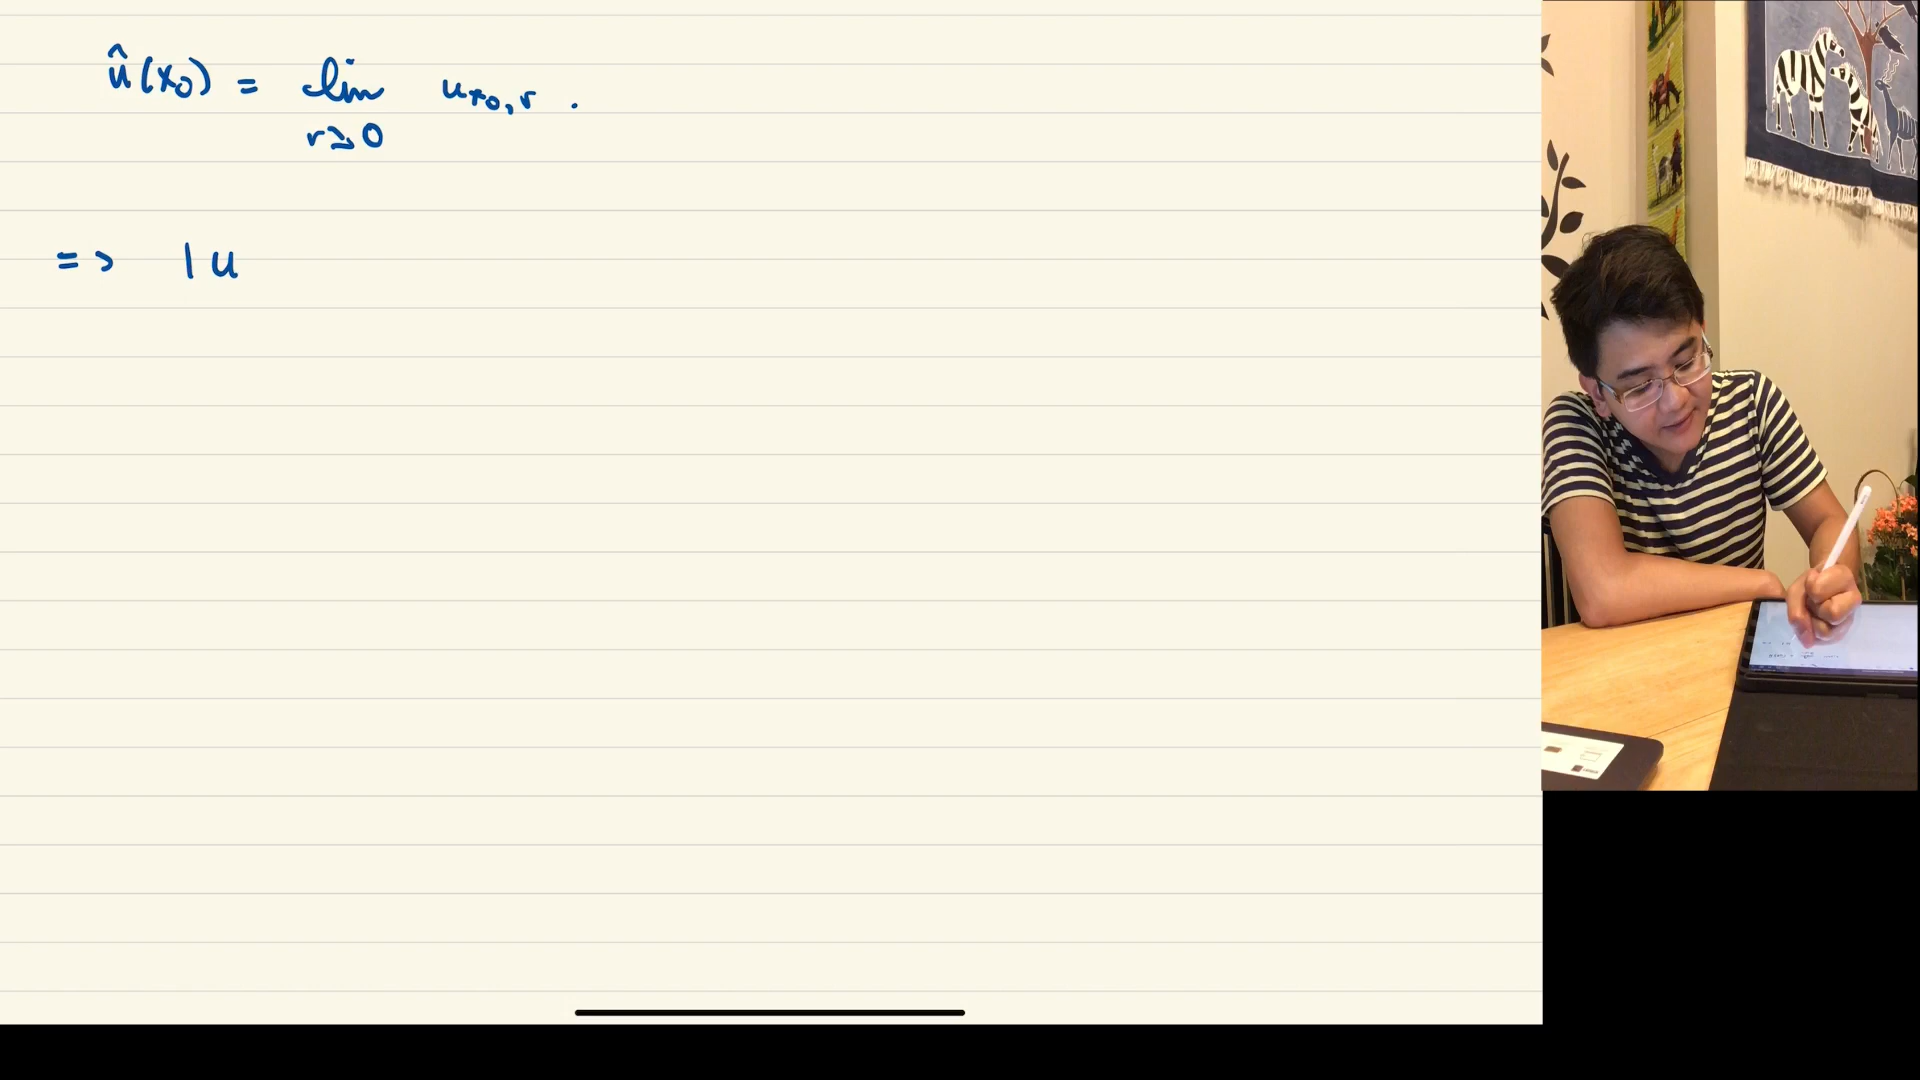 û(x₀) = lim u_{x₀,r} .
r↘0
=> |u